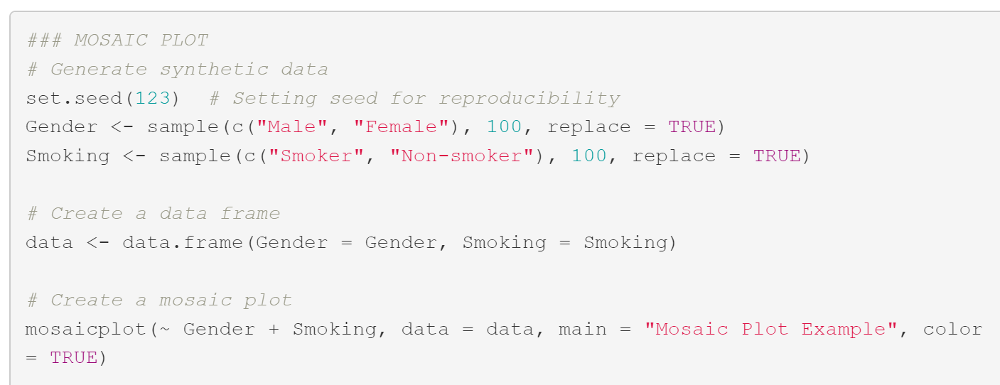 ### MOSAIC PLOT
# Generate synthetic data
set.seed(123)  # Setting seed for reproducibility
Gender <- sample(c("Male", "Female"), 100, replace = TRUE)
Smoking <- sample(c("Smoker", "Non-smoker"), 100, replace = TRUE)

# Create a data frame
data <- data.frame(Gender = Gender, Smoking = Smoking)

# Create a mosaic plot
mosaicplot(~ Gender + Smoking, data = data, main = "Mosaic Plot Example", color
= TRUE)